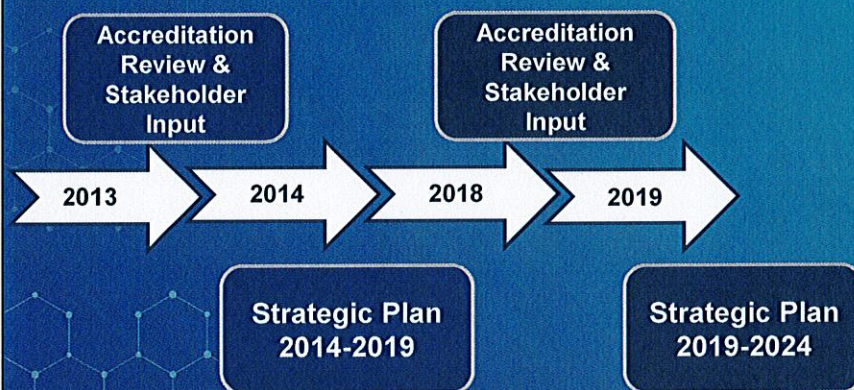 Accreditation
Review &
Stakeholder
Input
Accreditation
Review &
Stakeholder
Input
2013
2014
2018
2019
Strategic Plan
2014-2019
Strategic Plan
2019-2024